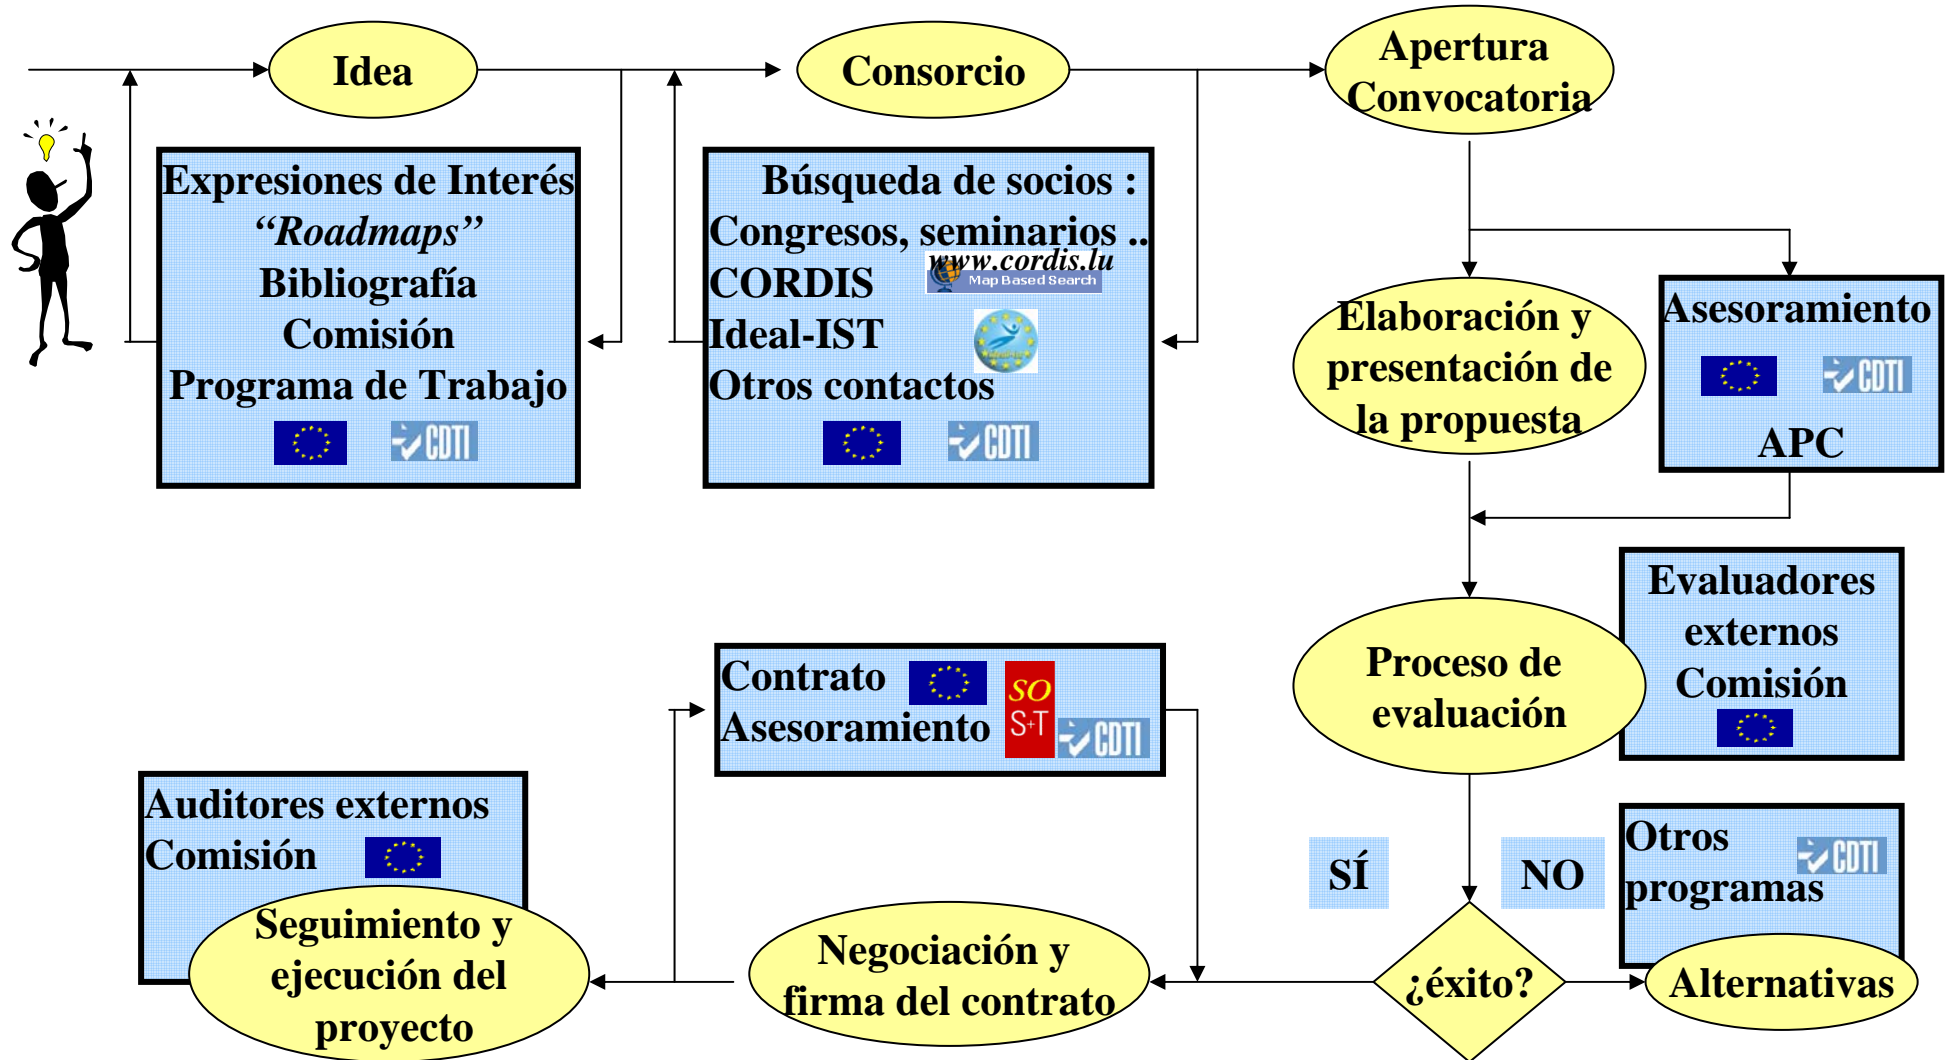 Idea
Consorcio
Apertura
Convocatoria
Expresiones de Interés
“Roadmaps”
Bibliografía
Comisión
Programa de Trabajo
CDTI
Búsqueda de socios :
Congresos, seminarios ..
www.cordis.lu
CORDIS
Map Based Search
Ideal-IST
Otros contactos
CDTI
Elaboración y
presentación de
la propuesta
Asesoramiento
CDTI
APC
Evaluadores
externos
Comisión
Proceso de
evaluación
Contrato
Asesoramiento
SO
S+T
CDTI
Auditores externos
Comisión
Seguimiento y
ejecución del
proyecto
Negociación y
firma del contrato
SÍ
NO
¿éxito?
Otros
programas
CDTI
Alternativas